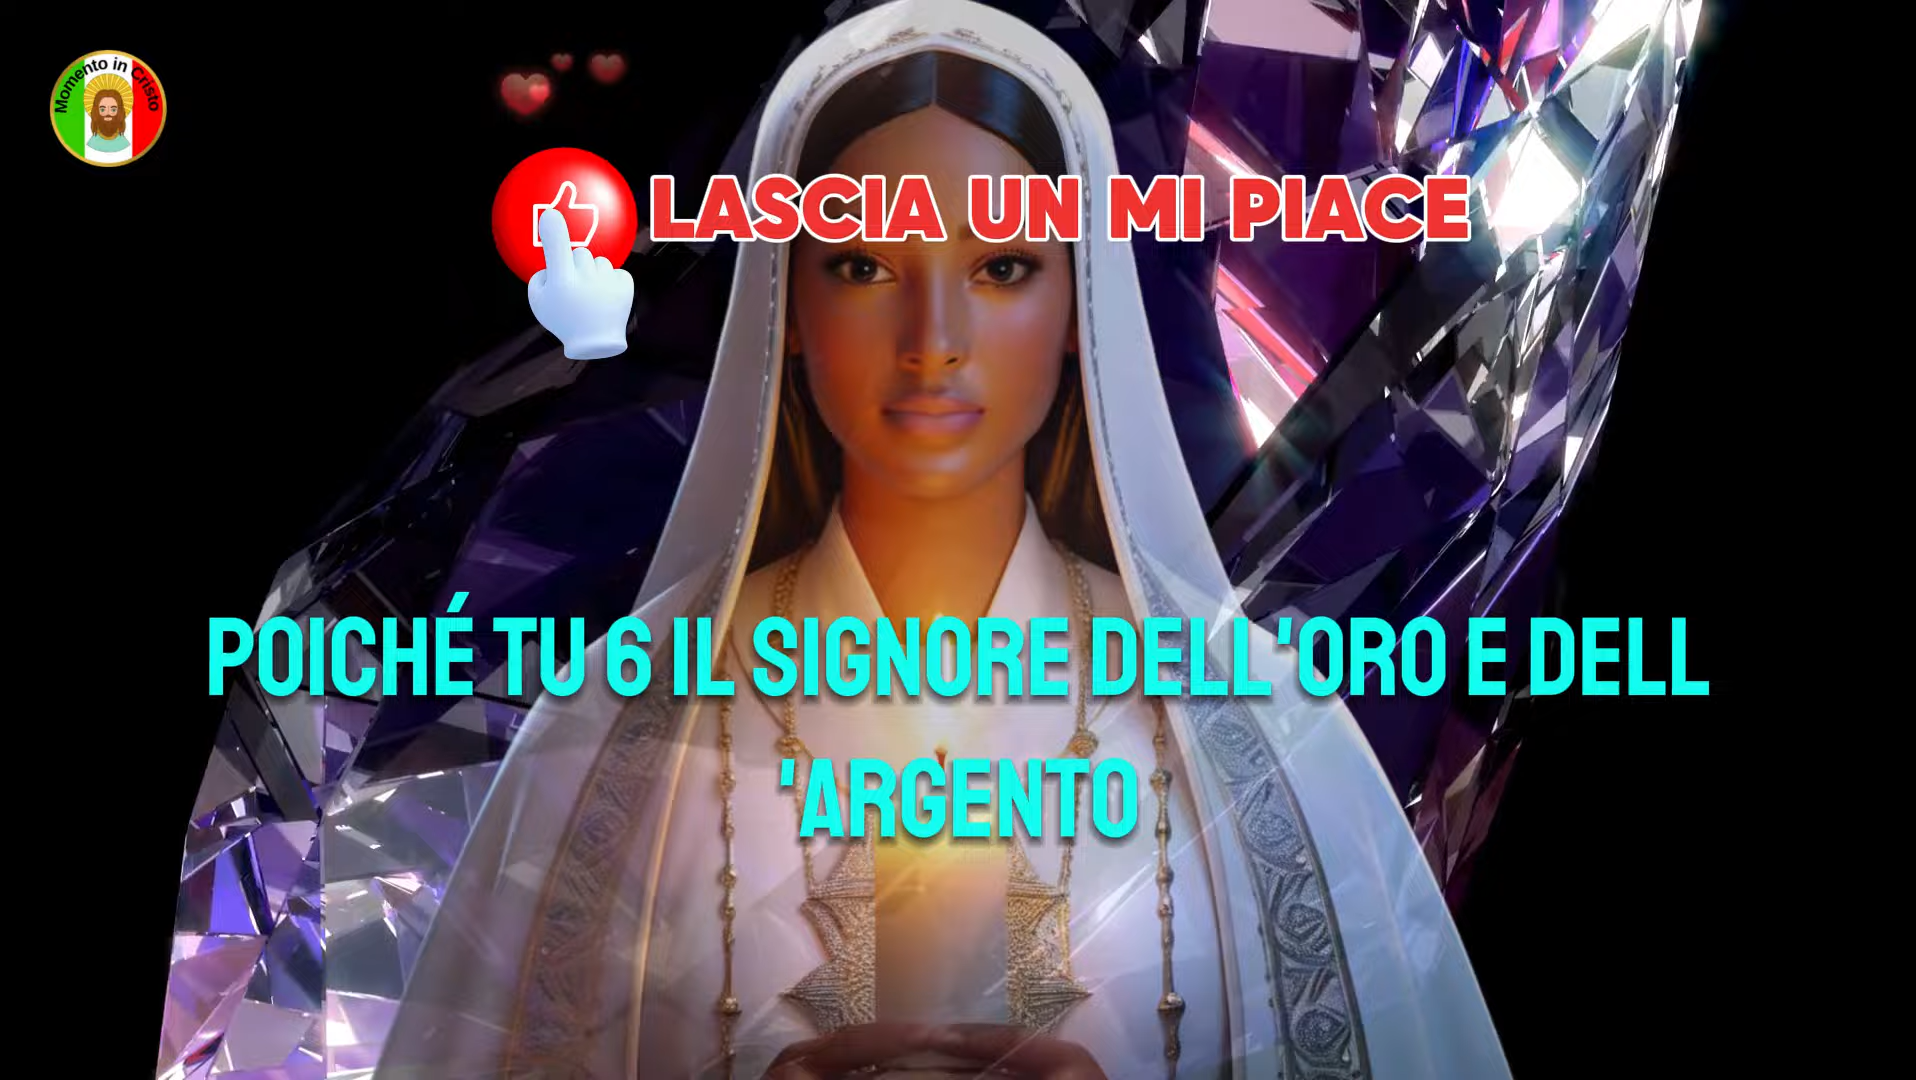 Momento in Cristo
LASCIA UN MI PIACE
POICHÉ TU 6 IL SIGNORE DELL'ORO E DELL
'ARGENTO